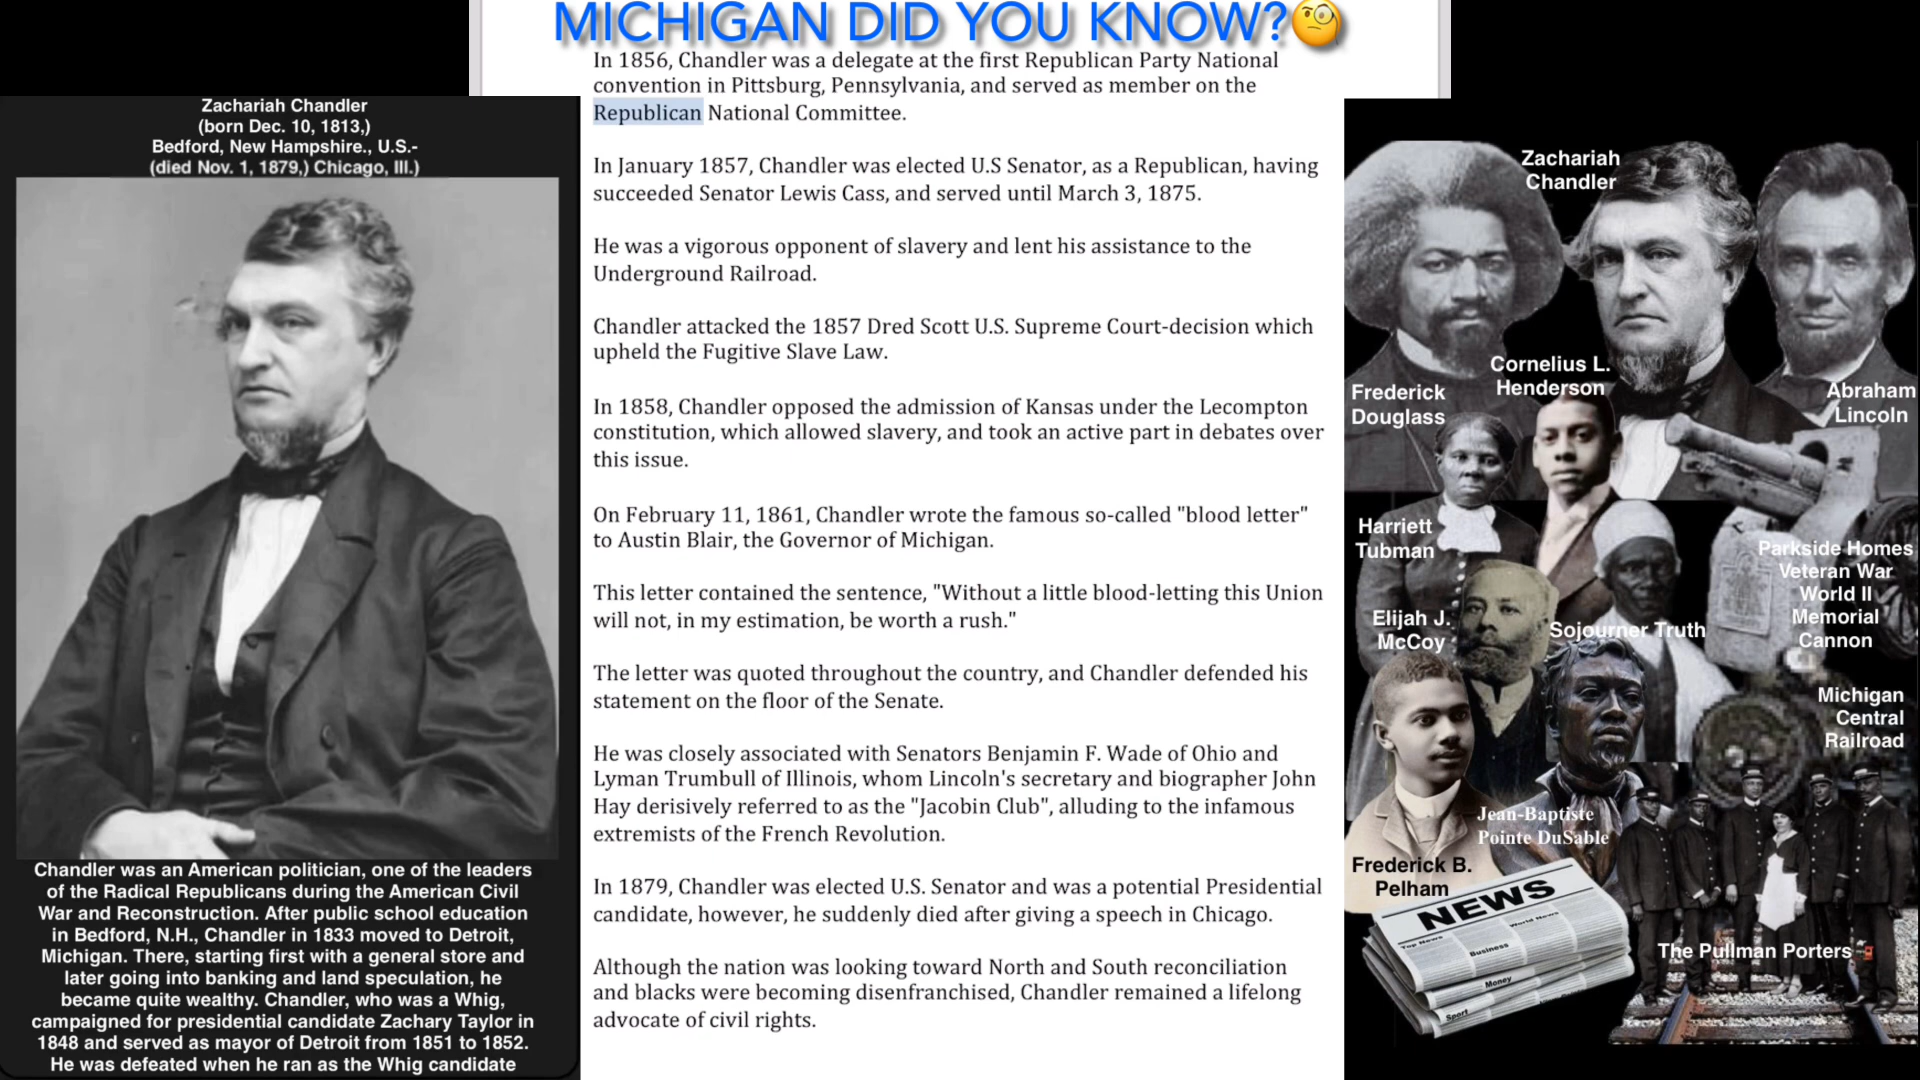 MICHIGAN DID YOU KNOW?🧐
Zachariah Chandler
(born Dec. 10, 1813,)
Bedford, New Hampshire., U.S.-
(died Nov. 1, 1879,) Chicago, Ill.)
Chandler was an American politician, one of the leaders
of the Radical Republicans during the American Civil
War and Reconstruction. After public school education
in Bedford, N.H., Chandler in 1833 moved to Detroit,
Michigan. There, starting first with a general store and
later going into banking and land speculation, he
became quite wealthy. Chandler, who was a Whig,
campaigned for presidential candidate Zachary Taylor in
1848 and served as mayor of Detroit from 1851 to 1852.
He was defeated when he ran as the Whig candidate
In 1856, Chandler was a delegate at the first Republican Party National
convention in Pittsburg, Pennsylvania, and served as member on the
Republican National Committee.
In January 1857, Chandler was elected U.S Senator, as a Republican, having
succeeded Senator Lewis Cass, and served until March 3, 1875.
He was a vigorous opponent of slavery and lent his assistance to the
Underground Railroad.
Chandler attacked the 1857 Dred Scott U.S. Supreme Court-decision which
upheld the Fugitive Slave Law.
In 1858, Chandler opposed the admission of Kansas under the Lecompton
constitution, which allowed slavery, and took an active part in debates over
this issue.
On February 11, 1861, Chandler wrote the famous so-called "blood letter"
to Austin Blair, the Governor of Michigan.
This letter contained the sentence, "Without a little blood-letting this Union
will not, in my estimation, be worth a rush."
The letter was quoted throughout the country, and Chandler defended his
statement on the floor of the Senate.
He was closely associated with Senators Benjamin F. Wade of Ohio and
Lyman Trumbull of Illinois, whom Lincoln's secretary and biographer John
Hay derisively referred to as the "Jacobin Club", alluding to the infamous
extremists of the French Revolution.
In 1879, Chandler was elected U.S. Senator and was a potential Presidential
candidate, however, he suddenly died after giving a speech in Chicago.
Although the nation was looking toward North and South reconciliation
and blacks were becoming disenfranchised, Chandler remained a lifelong
advocate of civil rights.
Zachariah
Chandler
Cornelius L.
Henderson
Frederick
Douglass
Abraham
Lincoln
Harriett
Tubman
Parkside Homes
Veteran War
World II
Memorial
Cannon
Elijah J.
McCoy
Sojourner Truth
Michigan
Central
Railroad
Jean-Baptiste
Pointe DuSable
Frederick B.
Pelham
NEWS
Top News
World News
Business
Money
Sport
The Pullman Porters